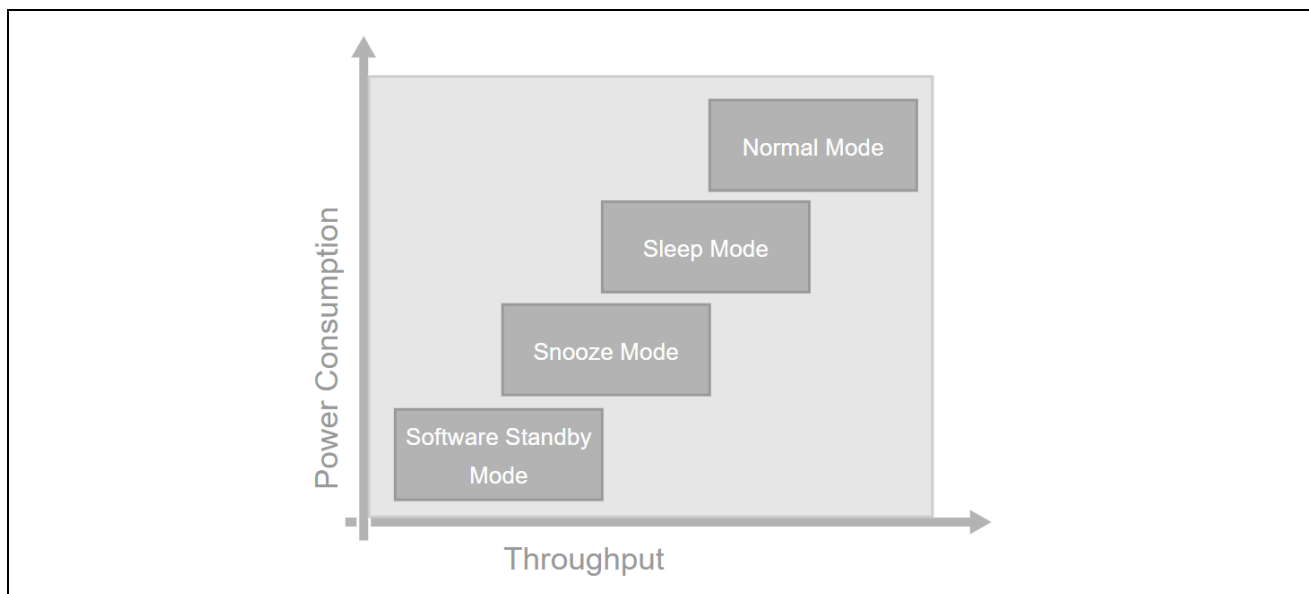 Normal Mode
Sleep Mode
Snooze Mode
Software Standby
Mode
Power Consumption
Throughput